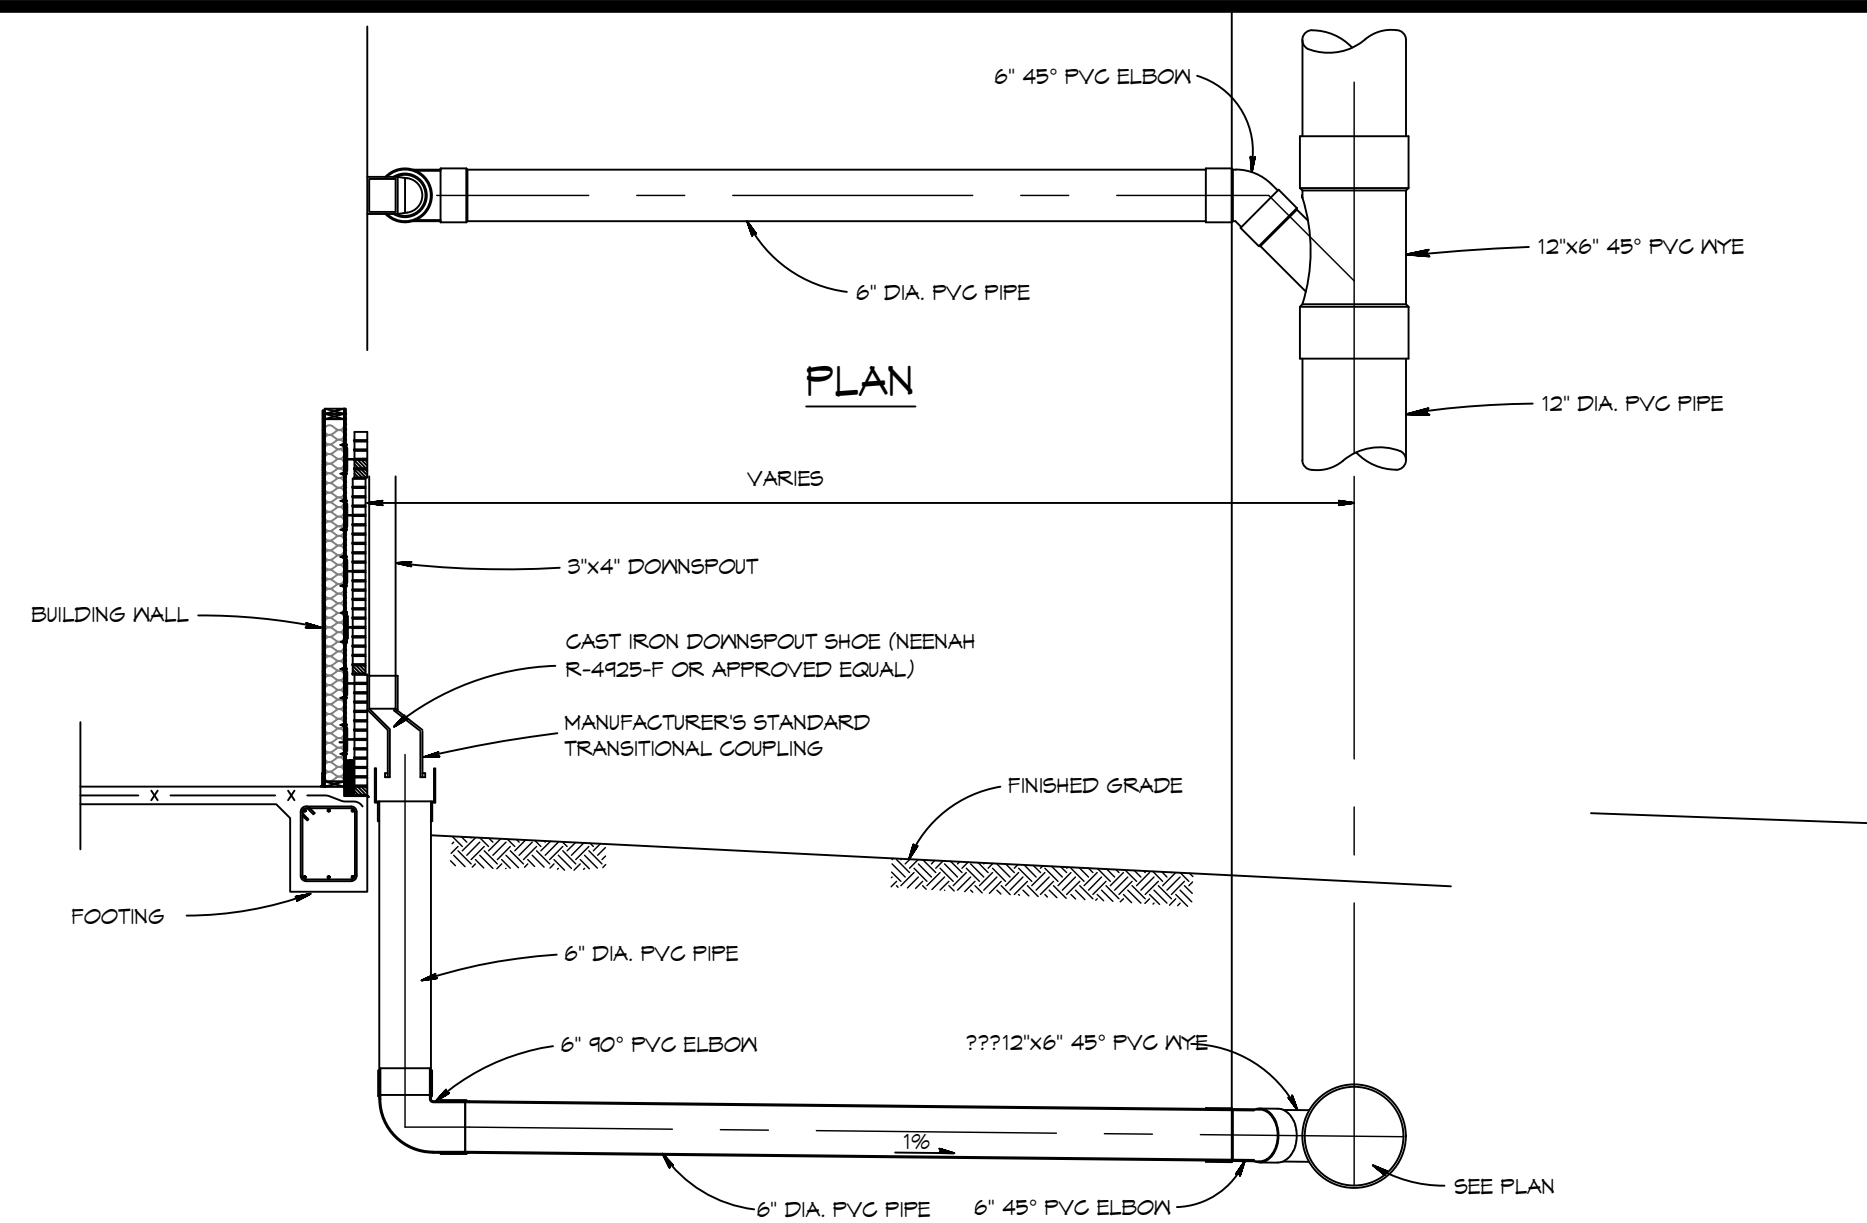 6" 45° PVC ELBOW
12"x6" 45° PVC WYE
6" DIA. PVC PIPE
PLAN
12" DIA. PVC PIPE
VARIES
3"x4" DOWNSPOUT
BUILDING WALL
CAST IRON DOWNSPOUT SHOE (NEENAH
R-4925-F OR APPROVED EQUAL)
MANUFACTURER'S STANDARD
TRANSITIONAL COUPLING
FINISHED GRADE
X X
FOOTING
6" DIA. PVC PIPE
6" 90° PVC ELBOW
???12"x6" 45° PVC WYE
1%
SEE PLAN
6" DIA. PVC PIPE
6" 45° PVC ELBOW